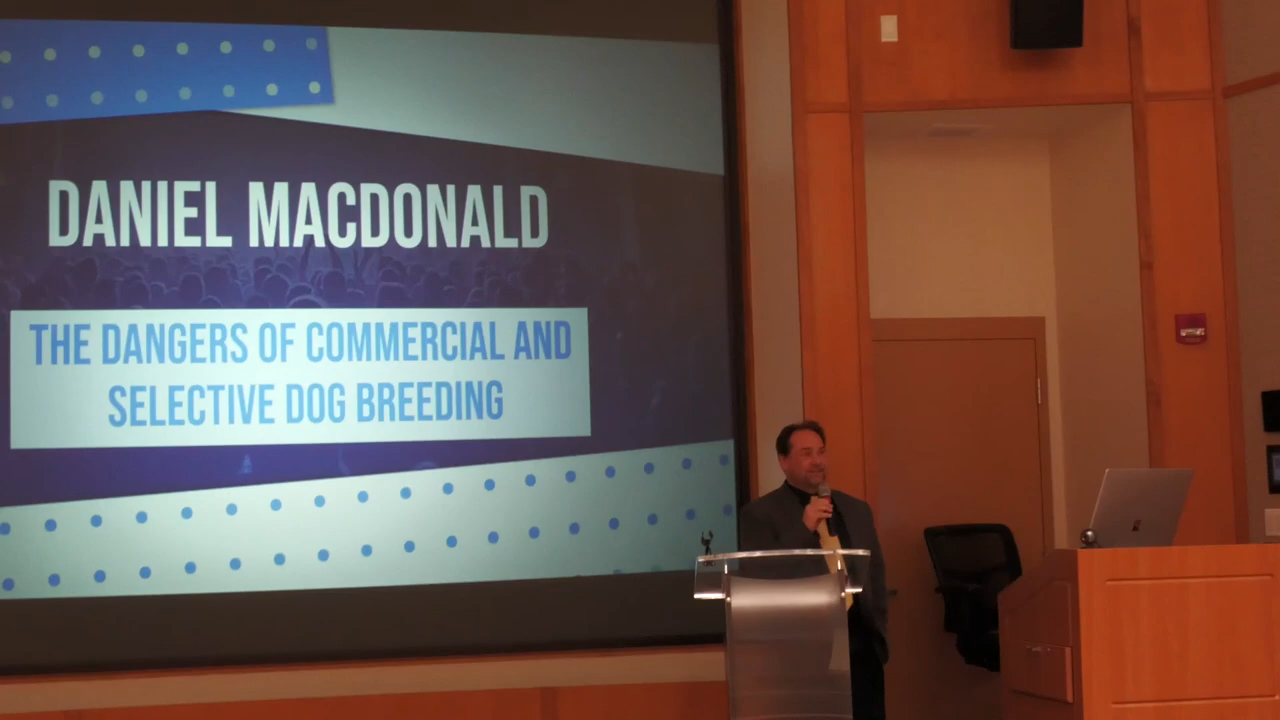 DANIEL MACDONALD
THE DANGERS OF COMMERCIAL AND
SELECTIVE DOG BREEDING